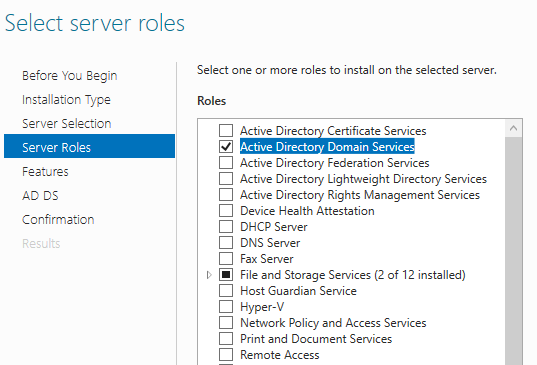 Select server roles
Before You Begin
Installation Type
Server Selection
Server Roles
Features
AD DS
Confirmation
Results
Select one or more roles to install on the selected server.
Roles
Active Directory Certificate Services
Active Directory Domain Services
Active Directory Federation Services
Active Directory Lightweight Directory Services
Active Directory Rights Management Services
Device Health Attestation
DHCP Server
DNS Server
Fax Server
File and Storage Services (2 of 12 installed)
Host Guardian Service
Hyper-V
Network Policy and Access Services
Print and Document Services
Remote Access